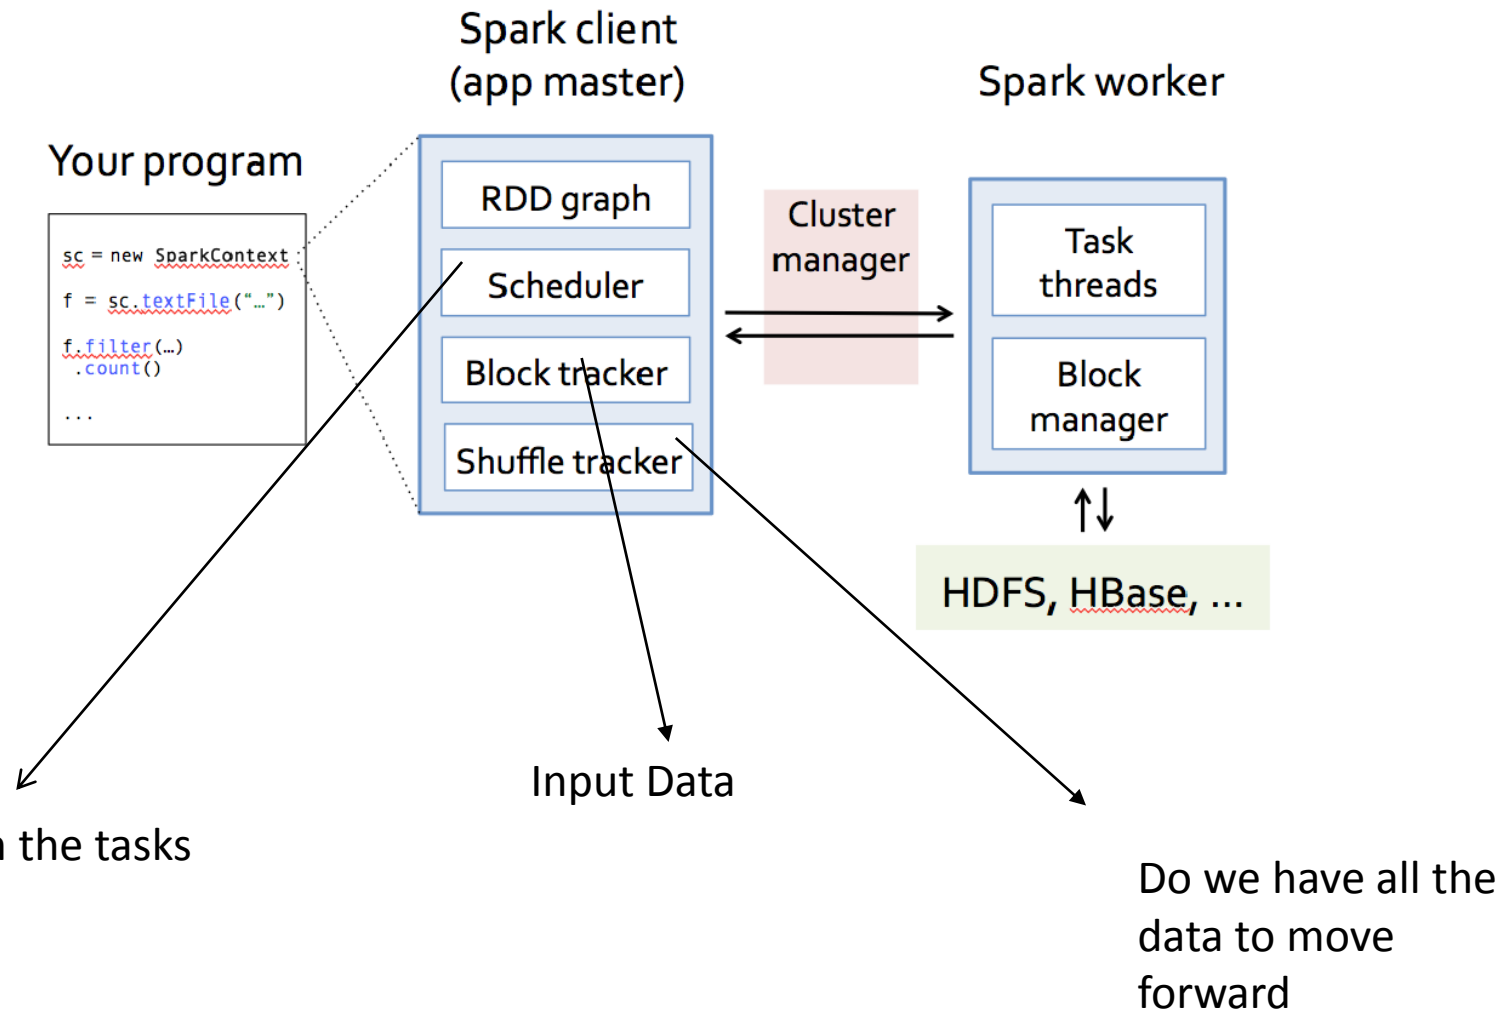 Spark client
(app master)
Spark worker
Your program
sc = new SparkContext
f = sc.textFile("…")
f.filter(…)
.count()
...
RDD graph
Scheduler
Block tracker
Shuffle tracker
Cluster
manager
Task
threads
Block
manager
HDFS, HBase, ...
Input Data
the tasks
Do we have all the
data to move
forward